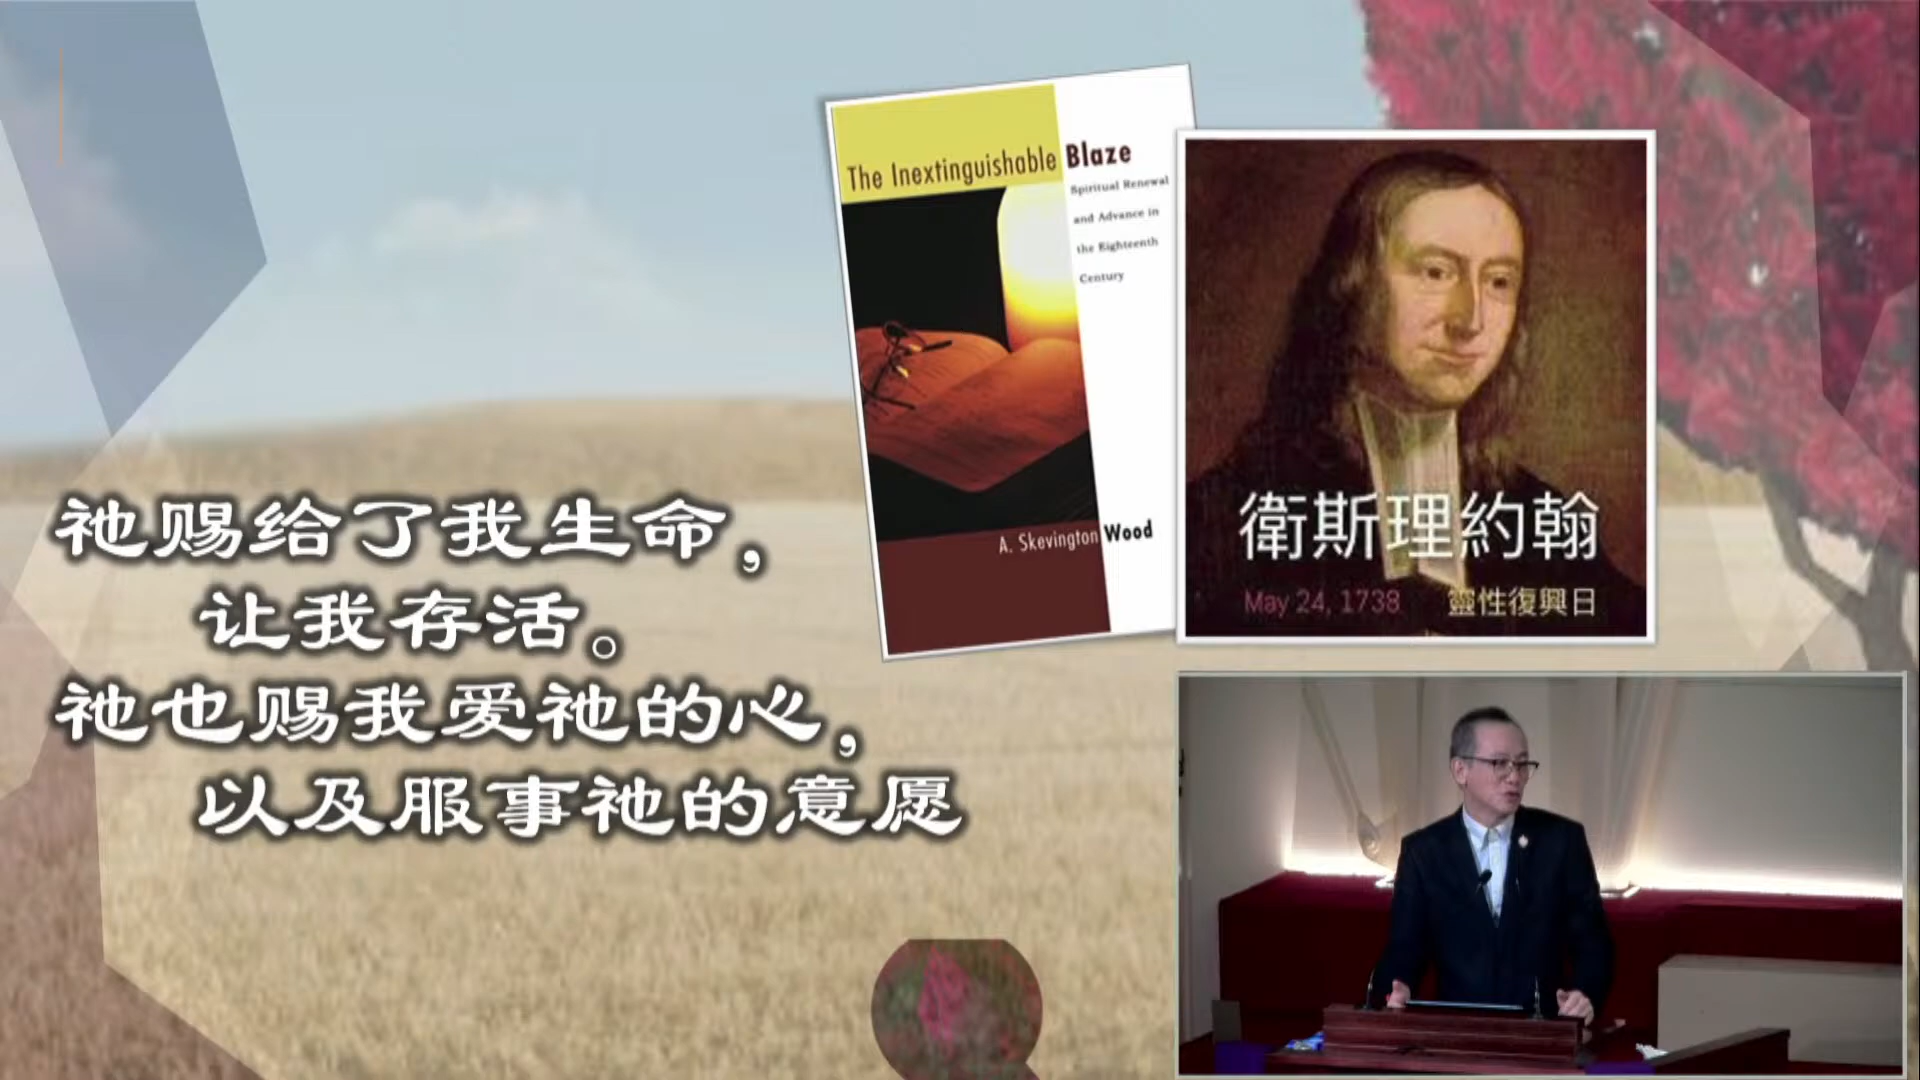 The Inextinguishable Blaze
Spiritual Renewal
and Advance in
the Eighteenth
Century
A. Skevington Wood
衛斯理約翰
May 24, 1738 靈性復興日
祂赐给了我生命，
让我存活。
祂也赐我爱祂的心，
以及服事祂的意愿